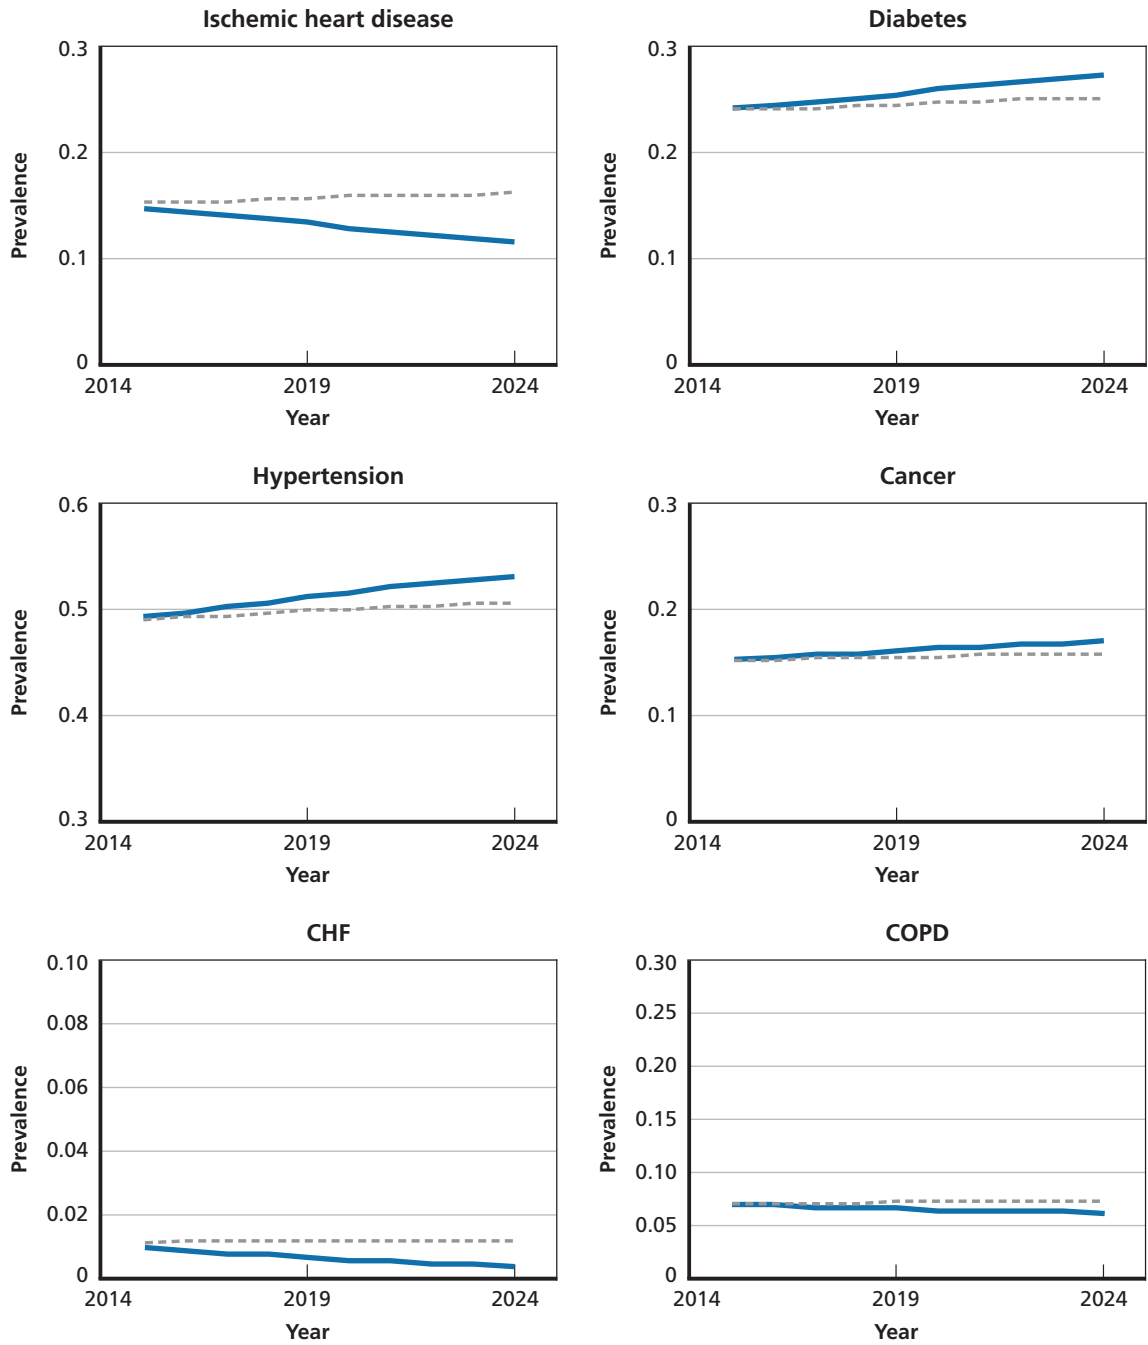 Ischemic heart disease
0.3
0.2
0.1
0
Prevalence
2014 2019 2024
Year
Diabetes
0.3
0.2
0.1
0
Prevalence
2014 2019 2024
Year
Hypertension
0.6
0.5
0.4
0.3
Prevalence
2014 2019 2024
Year
Cancer
0.3
0.2
0.1
0
Prevalence
2014 2019 2024
Year
CHF
0.10
0.08
0.06
0.04
0.02
0
Prevalence
2014 2019 2024
Year
COPD
0.30
0.25
0.20
0.15
0.10
0.05
0
Prevalence
2014 2019 2024
Year